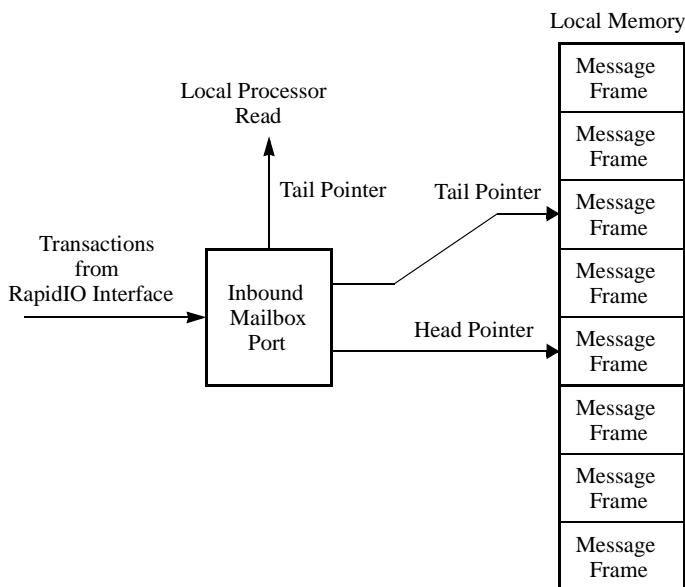 Local Memory
Message
Frame
Message
Frame
Message
Frame
Message
Frame
Message
Frame
Message
Frame
Message
Frame
Message
Frame
Local Processor
Read
Tail Pointer
Tail Pointer
Transactions
from
RapidIO Interface
Inbound
Mailbox
Port
Head Pointer